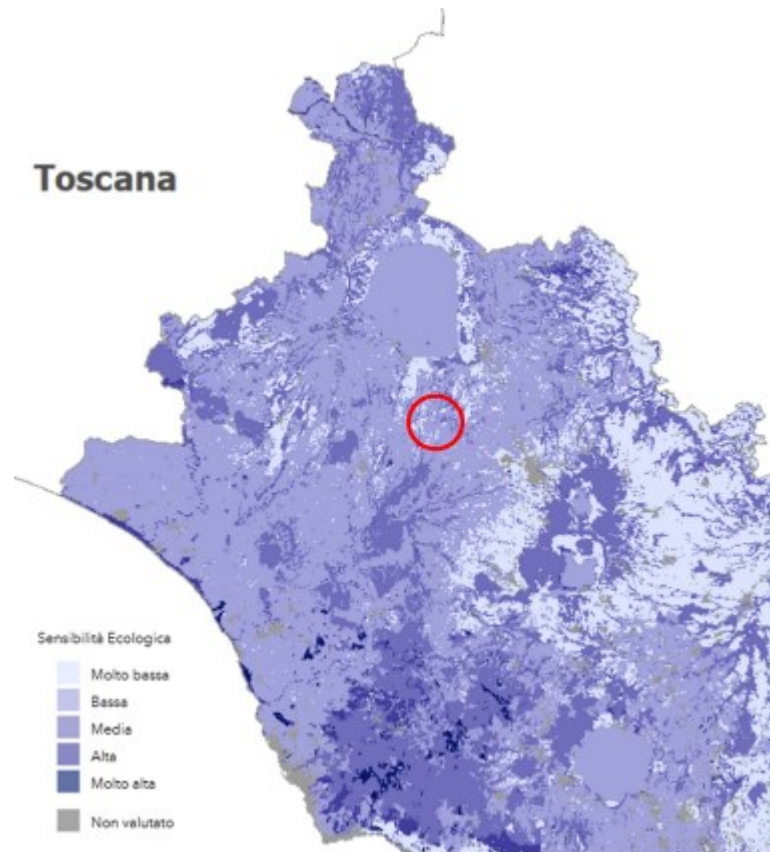 Toscana
Sensibilità Ecologica
Molto bassa
Bassa
Media
Alta
Molto alta
Non valutato